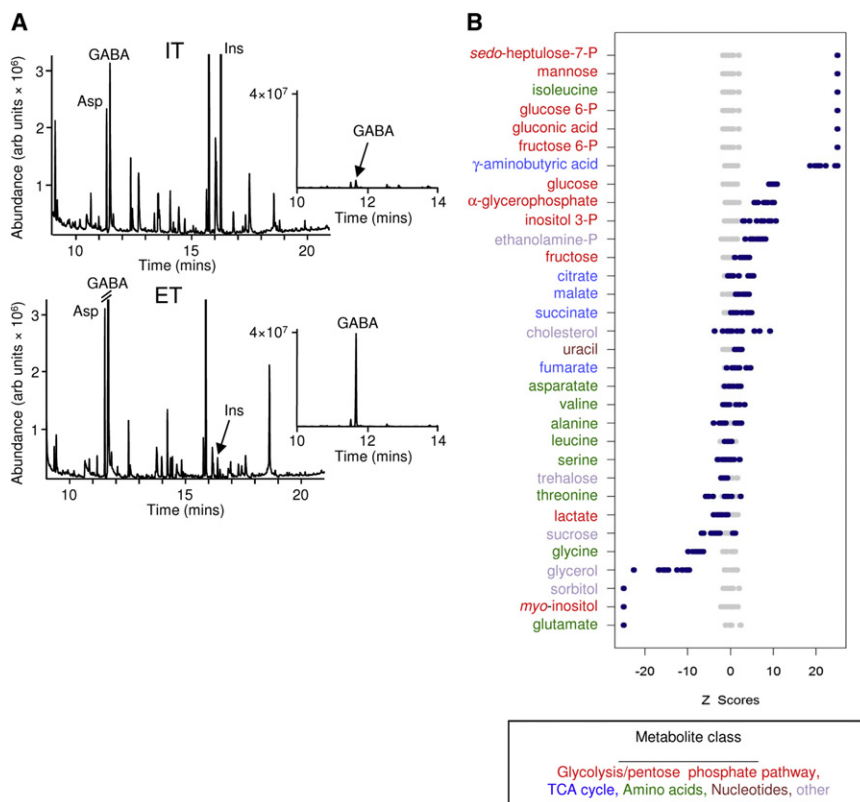 A
IT
GABA
Asp
Ins
Abundance (arb units × 10⁶)
3
2
1
10 15 20
Time (mins)
4×10⁷
GABA
10 12 14
Time (mins)
ET
GABA
Asp
Ins
Abundance (arb units × 10⁶)
3
2
1
10 15 20
Time (mins)
4×10⁷
GABA
10 12 14
Time (mins)
B
sedo-heptulose-7-P
mannose
isoleucine
glucose 6-P
gluconic acid
fructose 6-P
γ-aminobutyric acid
glucose
α-glycerophosphate
inositol 3-P
ethanolamine-P
fructose
citrate
malate
succinate
cholesterol
uracil
fumarate
asparatate
valine
alanine
leucine
serine
trehalose
threonine
lactate
sucrose
glycine
glycerol
sorbitol
myo-inositol
glutamate
-20 -10 0 10 20
Z Scores
Metabolite class
Glycolysis/pentose phosphate pathway,
TCA cycle, Amino acids, Nucleotides, other